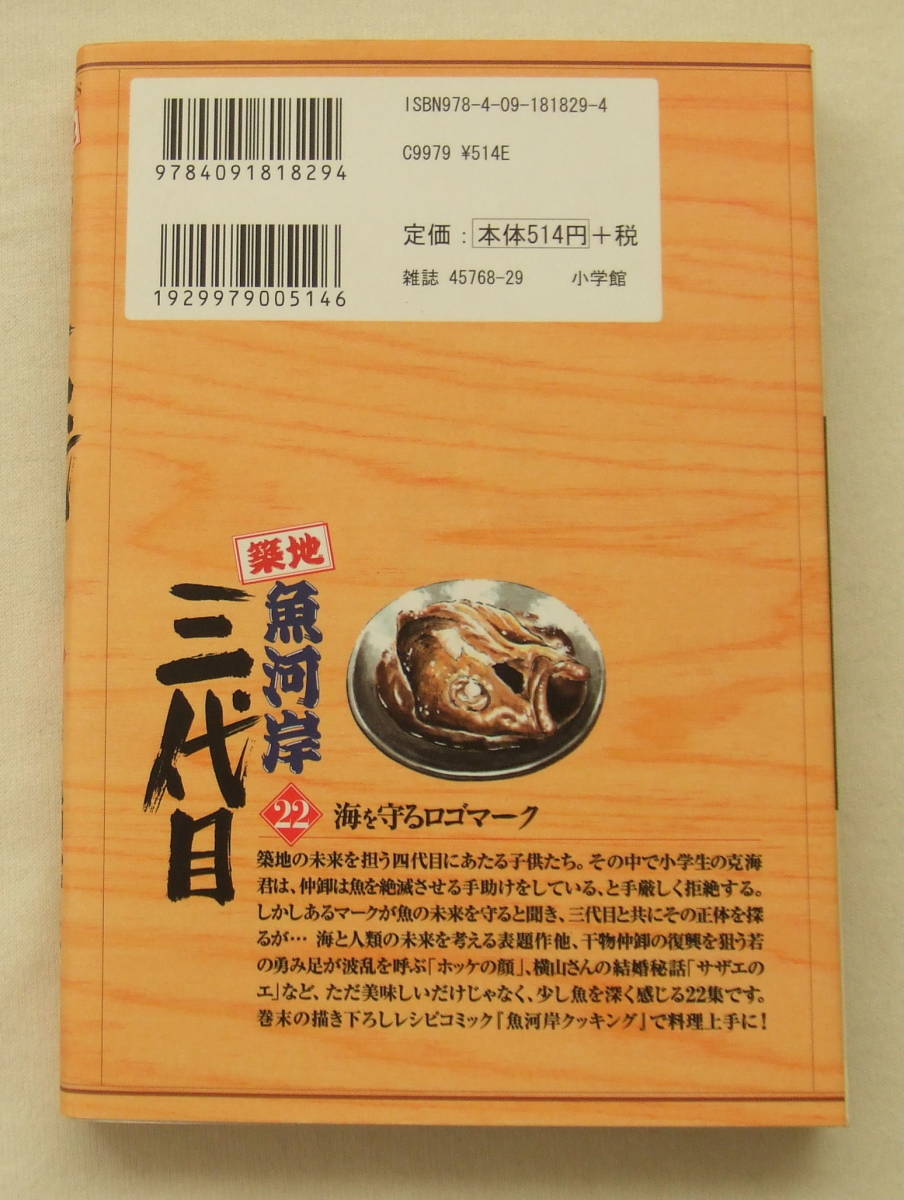 ISBN978-4-09-181829-4
9784091818294
C9979 ¥514E
1929979005146
定価：本体514円＋税
雑誌 45768-29 小学館
築地
魚河岸
三代目
22 海を守るロゴマーク
築地の未来を担う四代目にあたる子供たち。その中で小学生の克海
君は、仲卸は魚を絶滅させる手助けをしている、と手厳しく拒絶する。
しかしあるマークが魚の未来を守ると聞き、三代目と共にその正体を探
るが… 海と人類の未来を考える表題作他、干物仲卸の復興を狙う若
の勇み足が波乱を呼ぶ「ホッケの顔」、横山さんの結婚秘話「サザエの
エ」など、ただ美味しいだけじゃなく、少し魚を深く感じる22集です。
巻末の描き下ろしレシピコミック『魚河岸クッキング』で料理上手に！